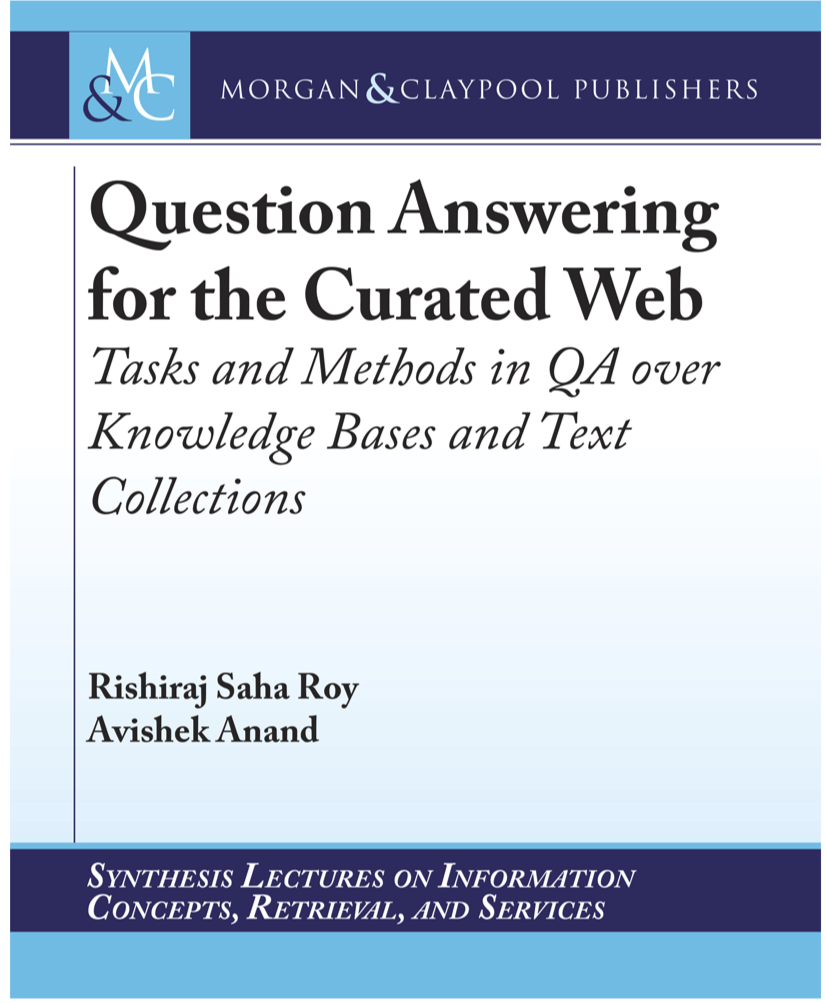 M&C
MORGAN&CLAYPOOL PUBLISHERS
Question Answering
for the Curated Web
Tasks and Methods in QA over
Knowledge Bases and Text
Collections
Rishiraj Saha Roy
Avishek Anand
SYNTHESIS LECTURES ON INFORMATION
CONCEPTS, RETRIEVAL, AND SERVICES